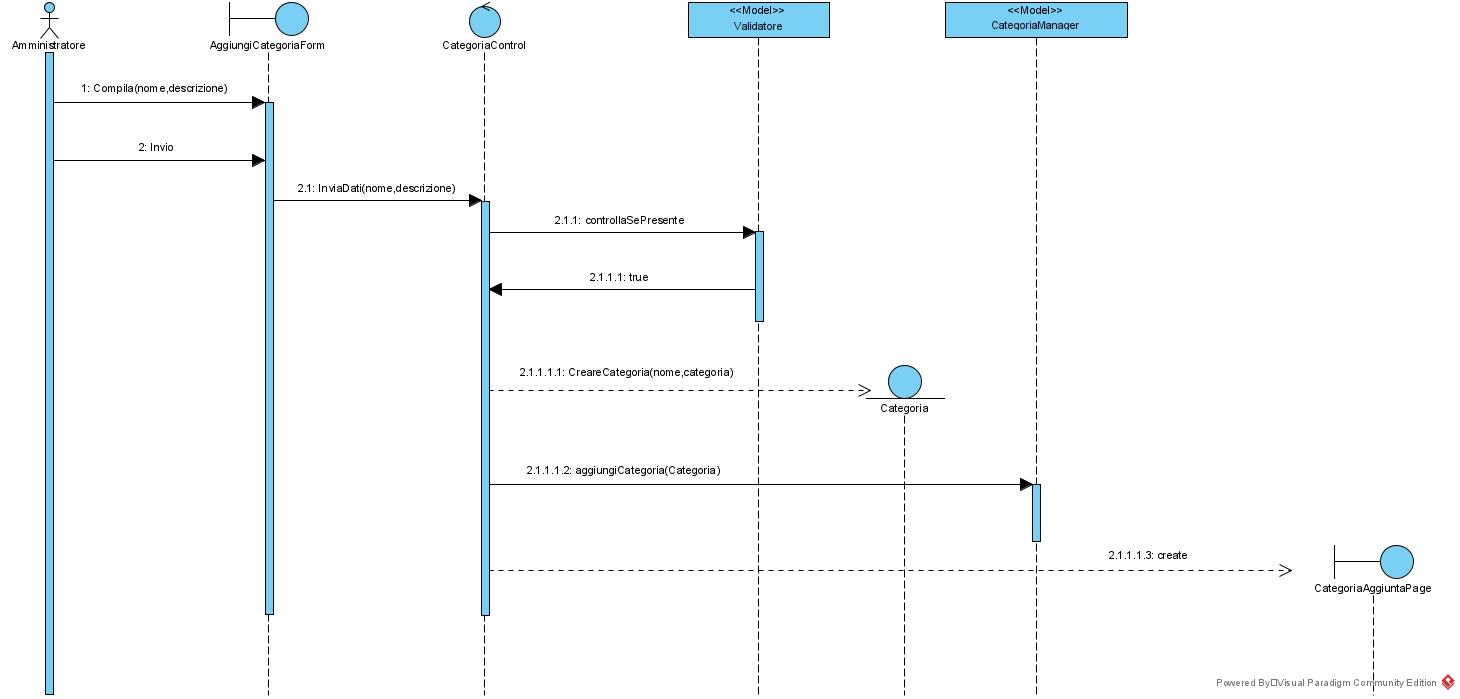 Amministratore
AggiungiCategoriaForm
CategoriaControl
<<Model>>
Validatore
<<Model>>
CategoriaManager
1: Compila(nome,descrizione)
2: Invio
2.1: InviaDati(nome,descrizione)
2.1.1: controllaSePresente
2.1.1.1: true
2.1.1.1.1: CreareCategoria(nome,categoria)
Categoria
2.1.1.1.2: aggiungiCategoria(Categoria)
2.1.1.1.3: create
CategoriaAggiuntaPage
Powered By Visual Paradigm Community Edition